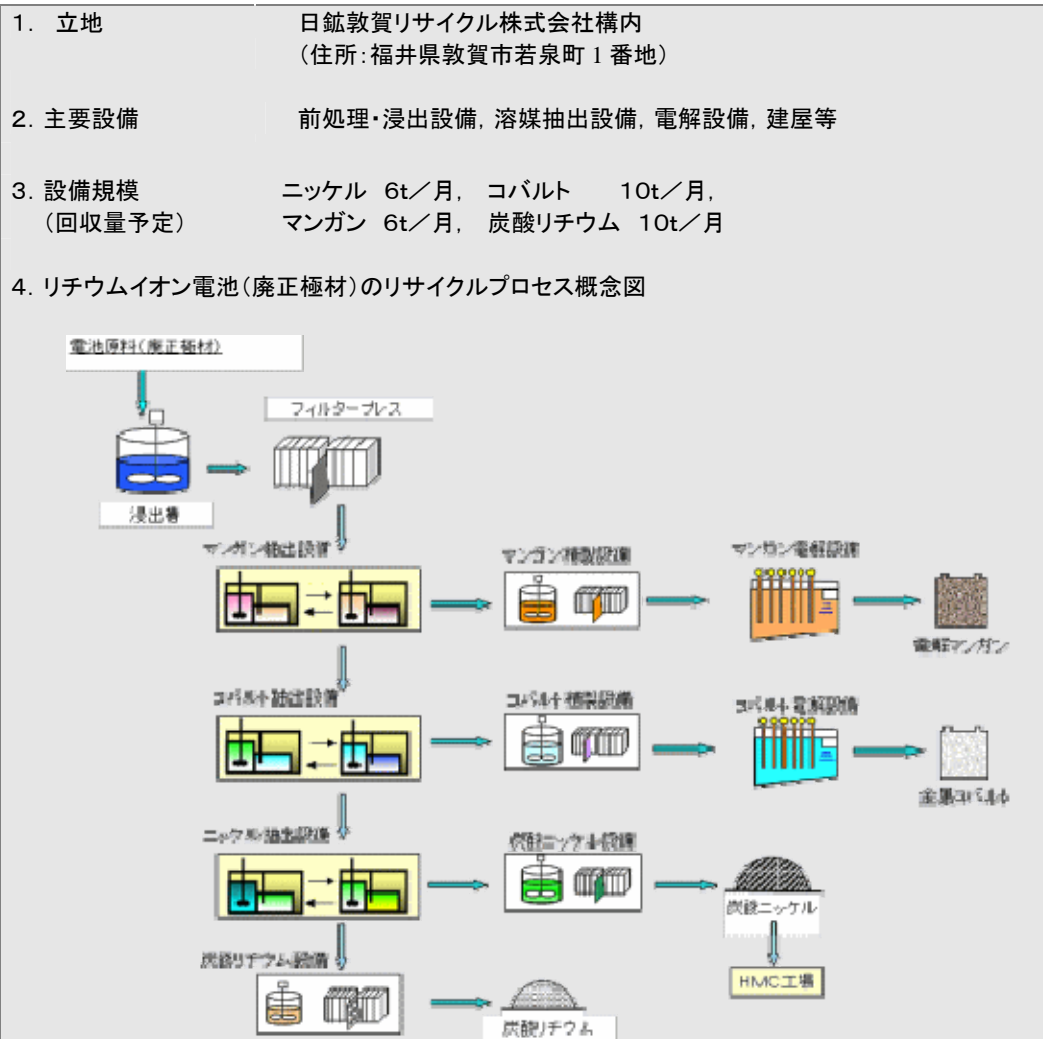 1. 立地 日鉱敦賀リサイクル株式会社構内
(住所:福井県敦賀市若泉町1番地)
2. 主要設備 前処理・浸出設備, 溶媒抽出設備, 電解設備, 建屋等
3. 設備規模 ニッケル 6t/月, コバルト 10t/月,
(回収量予定) マンガン 6t/月, 炭酸リチウム 10t/月
4. リチウムイオン電池(廃正極材)のリサイクルプロセス概念図
電池原料(廃正極材)
フィルタープレス
浸出槽
マンガン抽出設備
マンガン精製設備
マンガン電解設備
電解マンガン
コバルト抽出設備
コバルト精製設備
コバルト電解設備
金属コバルト
ニッケル抽出設備
炭酸ニッケル設備
炭酸ニッケル
炭酸リチウム設備
HMC工場
炭酸リチウム